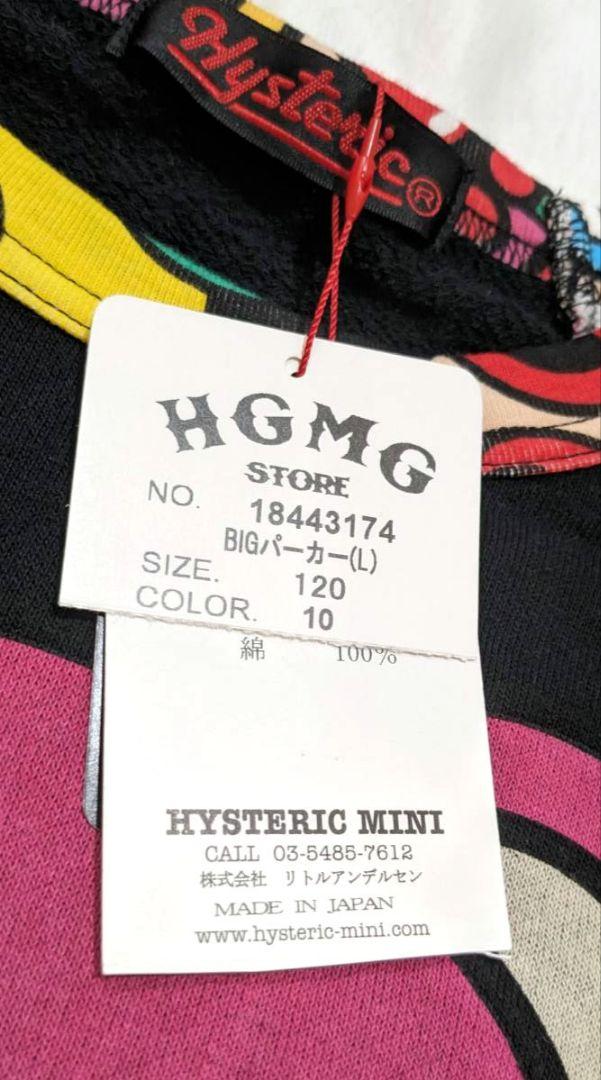 Hysteric®
HGMG
STORE
NO. 18443174
BIGパーカー(L)
SIZE. 120
COLOR. 10
綿 100%
HYSTERIC MINI
CALL 03-5485-7612
株式会社 リトルアンデルセン
MADE IN JAPAN
www.hysteric-mini.com